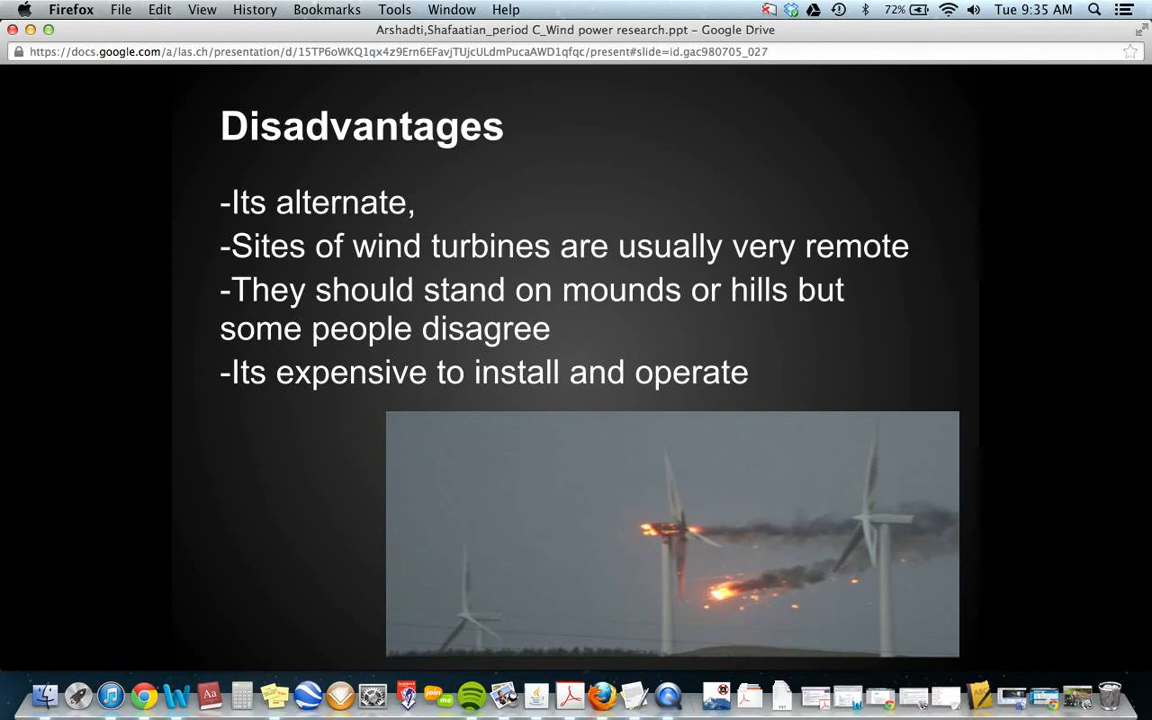 Firefox File Edit View History Bookmarks Tools Window Help 72% Tue 9:35 AM
Arshadti,Shafaatian_period C_Wind power research.ppt – Google Drive
https://docs.google.com/a/las.ch/presentation/d/15TP6oWKQ1qx4z9Ern6EFavjTUjcULdmPucaAWD1qfqc/present#slide=id.gac980705_027
Disadvantages
-Its alternate,
-Sites of wind turbines are usually very remote
-They should stand on mounds or hills but
some people disagree
-Its expensive to install and operate